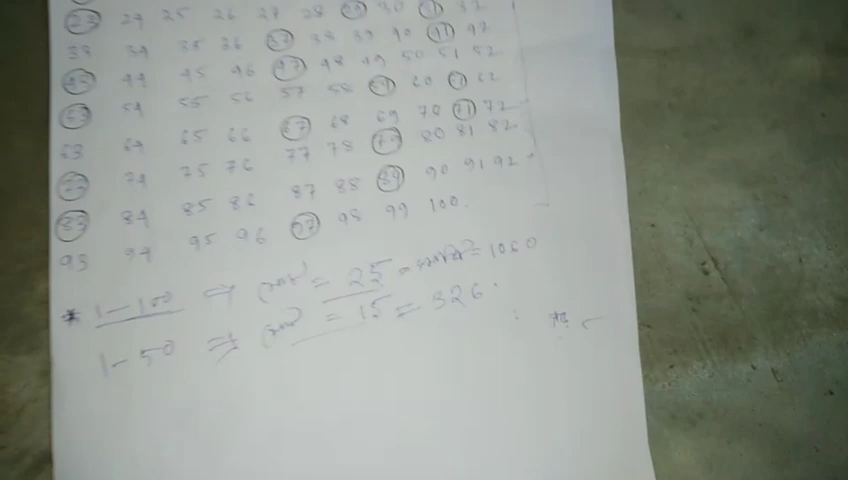 23 24 25 26 27 28 29 30 31 32
33 34 35 36 37 38 39 40 41 42
43 44 45 46 47 48 49 50 51 52
53 54 55 56 57 58 59 60 61 62
63 64 65 66 67 68 69 70 71 72
73 74 75 76 77 78 79 80 81 82
83 84 85 86 87 88 89 90 91 92
93 94 95 96 97 98 99 100.
* 1-100 ⇒ = 25 = = 1060
1-50 ⇒ = 15 = 326.